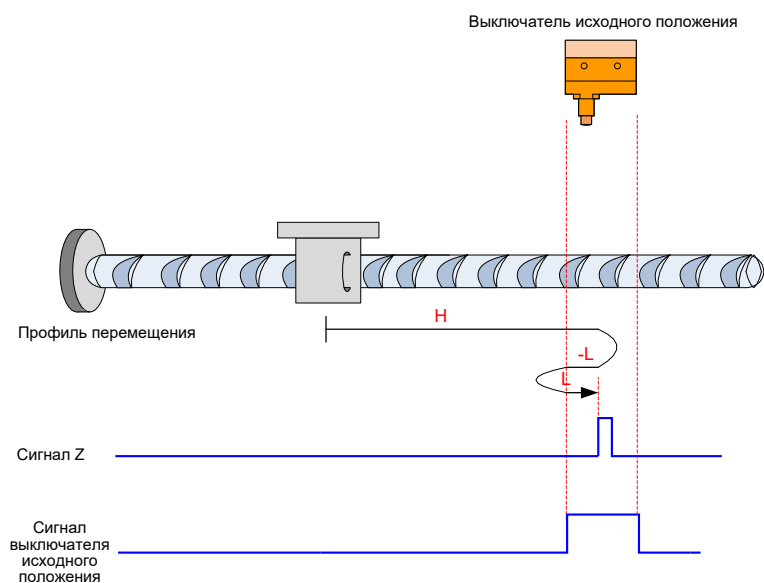 Выключатель исходного положения
Профиль перемещения
H
-L
L
Сигнал Z
Сигнал
выключателя
исходного
положения